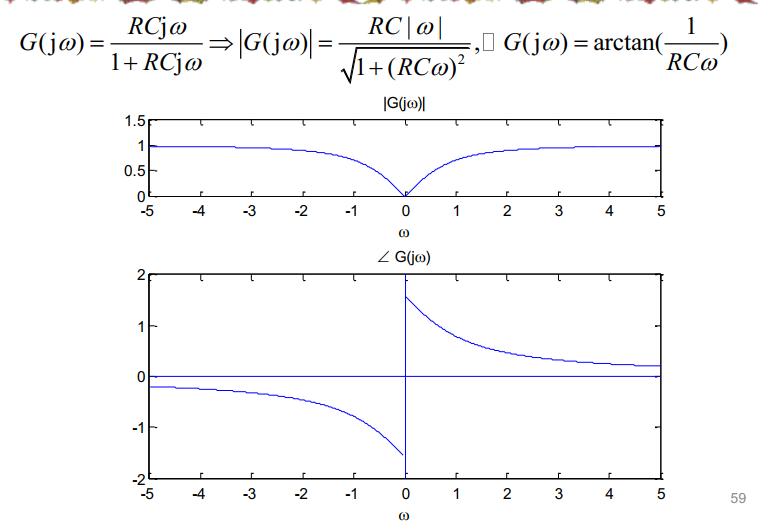 G(jω) = RCjω / 1 + RCjω ⇒ |G(jω)| = RC | ω | / √1 + (RCω)² ,□ G(jω) = arctan(1 / RCω)
|G(jω)|
1.5
1
0.5
0
-5 -4 -3 -2 -1 0 1 2 3 4 5
ω
∠ G(jω)
2
1
0
-1
-2
-5 -4 -3 -2 -1 0 1 2 3 4 5
ω
59